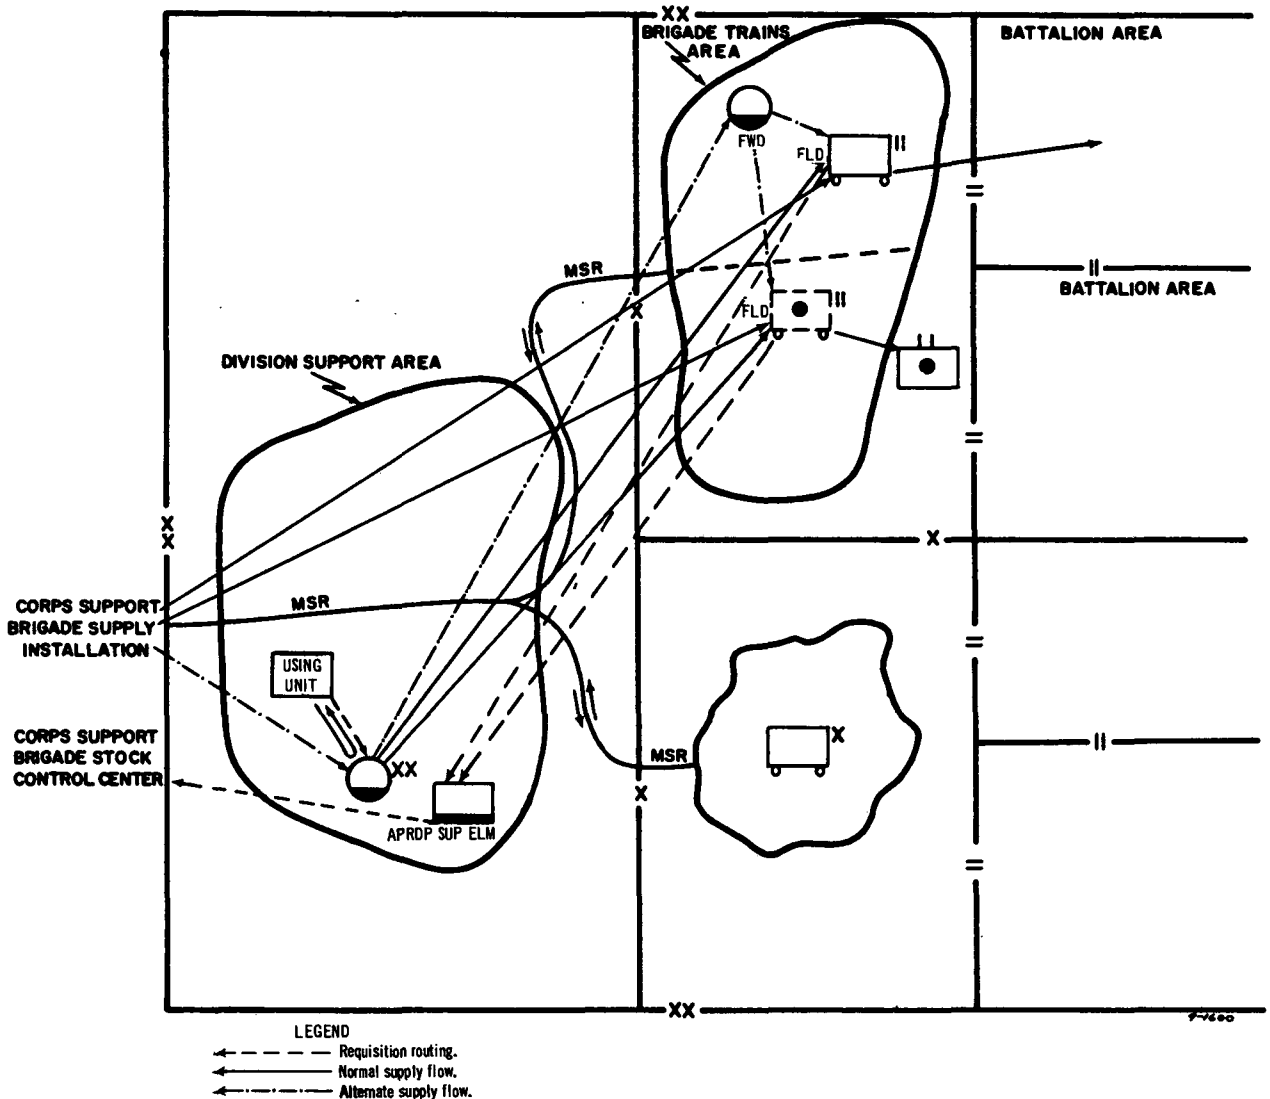 XX
BRIGADE TRAINS
AREA
BATTALION AREA
FWD
FLD
II
MSR
II
BATTALION AREA
FLD
II
X
DIVISION SUPPORT AREA
XX
X
CORPS SUPPORT
BRIGADE SUPPLY
INSTALLATION
MSR
USING
UNIT
CORPS SUPPORT
BRIGADE STOCK
CONTROL CENTER
XX
APRDP SUP ELM
MSR
X
X
II
XX
LEGEND
Requisition routing.
Normal supply flow.
Alternate supply flow.